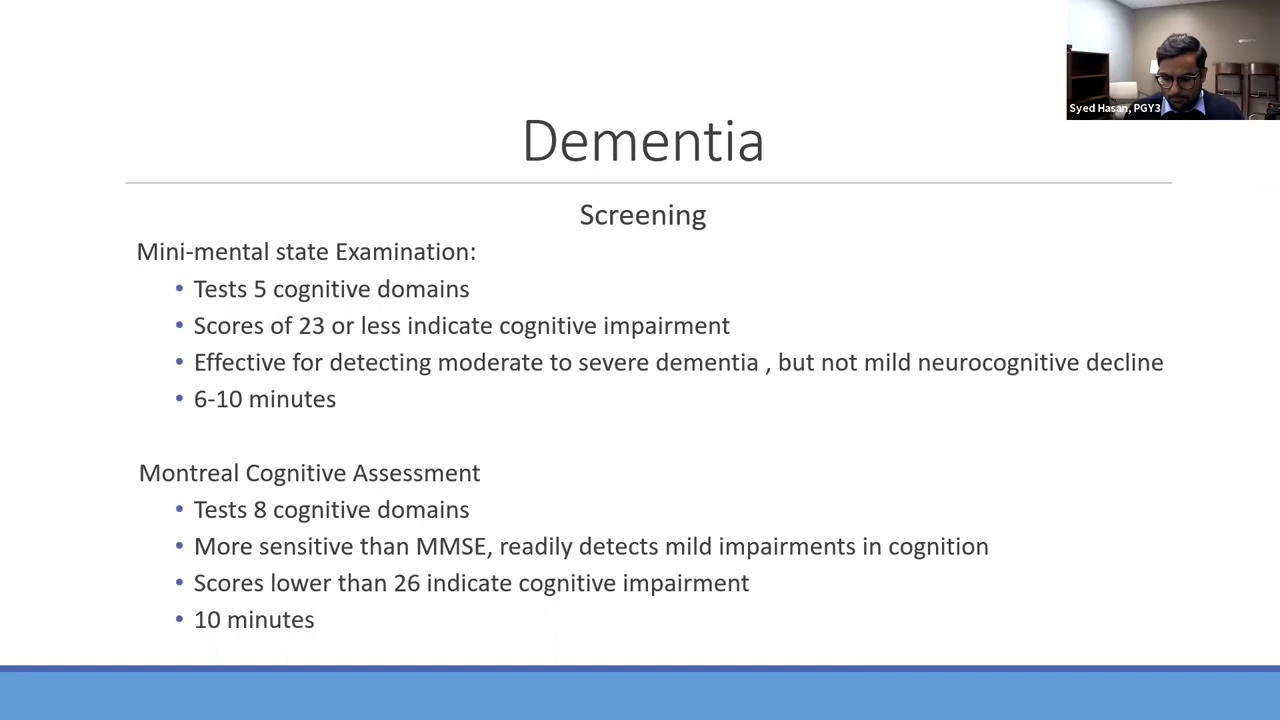 Syed Hasan, PGY3
Dementia
Screening
Mini-mental state Examination:
• Tests 5 cognitive domains
• Scores of 23 or less indicate cognitive impairment
• Effective for detecting moderate to severe dementia , but not mild neurocognitive decline
• 6-10 minutes
Montreal Cognitive Assessment
• Tests 8 cognitive domains
• More sensitive than MMSE, readily detects mild impairments in cognition
• Scores lower than 26 indicate cognitive impairment
• 10 minutes